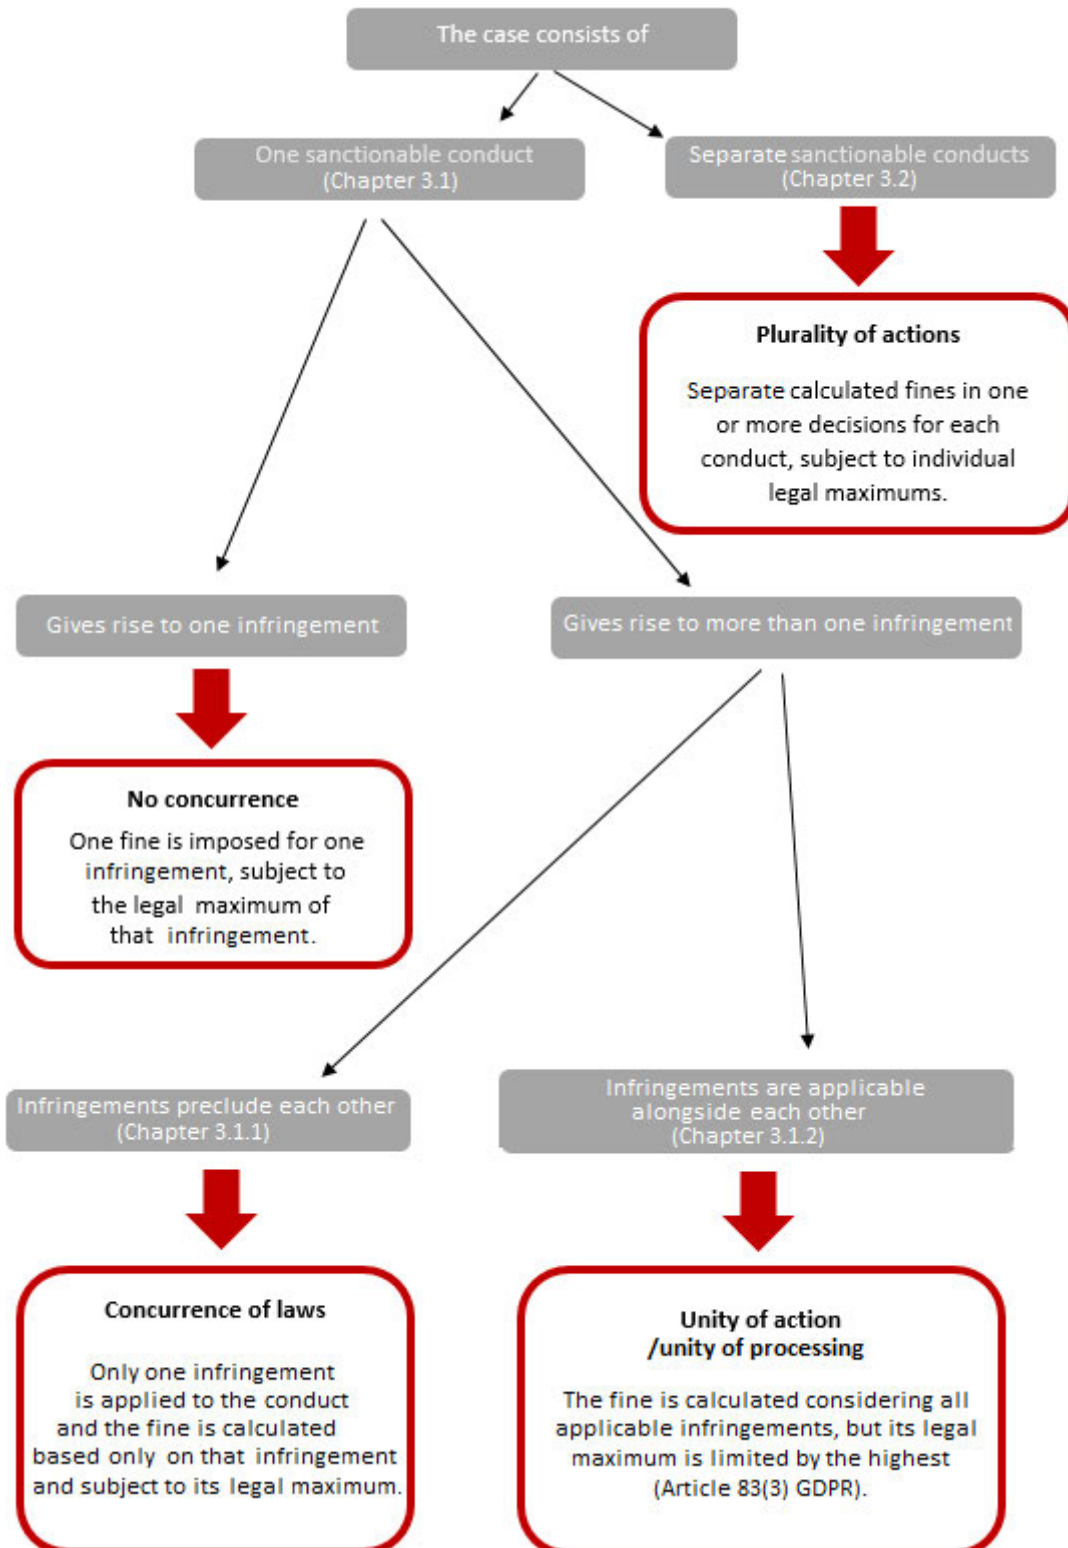 The case consists of
One sanctionable conduct
(Chapter 3.1)
Separate sanctionable conducts
(Chapter 3.2)
Plurality of actions
Separate calculated fines in one
or more decisions for each
conduct, subject to individual
legal maximums.
Gives rise to one infringement
Gives rise to more than one infringement
No concurrence
One fine is imposed for one
infringement, subject to
the legal maximum of
that infringement.
Infringements preclude each other
(Chapter 3.1.1)
Infringements are applicable
alongside each other
(Chapter 3.1.2)
Concurrence of laws
Only one infringement
is applied to the conduct
and the fine is calculated
based only on that infringement
and subject to its legal maximum.
Unity of action
/unity of processing
The fine is calculated considering all
applicable infringements, but its legal
maximum is limited by the highest
(Article 83(3) GDPR).